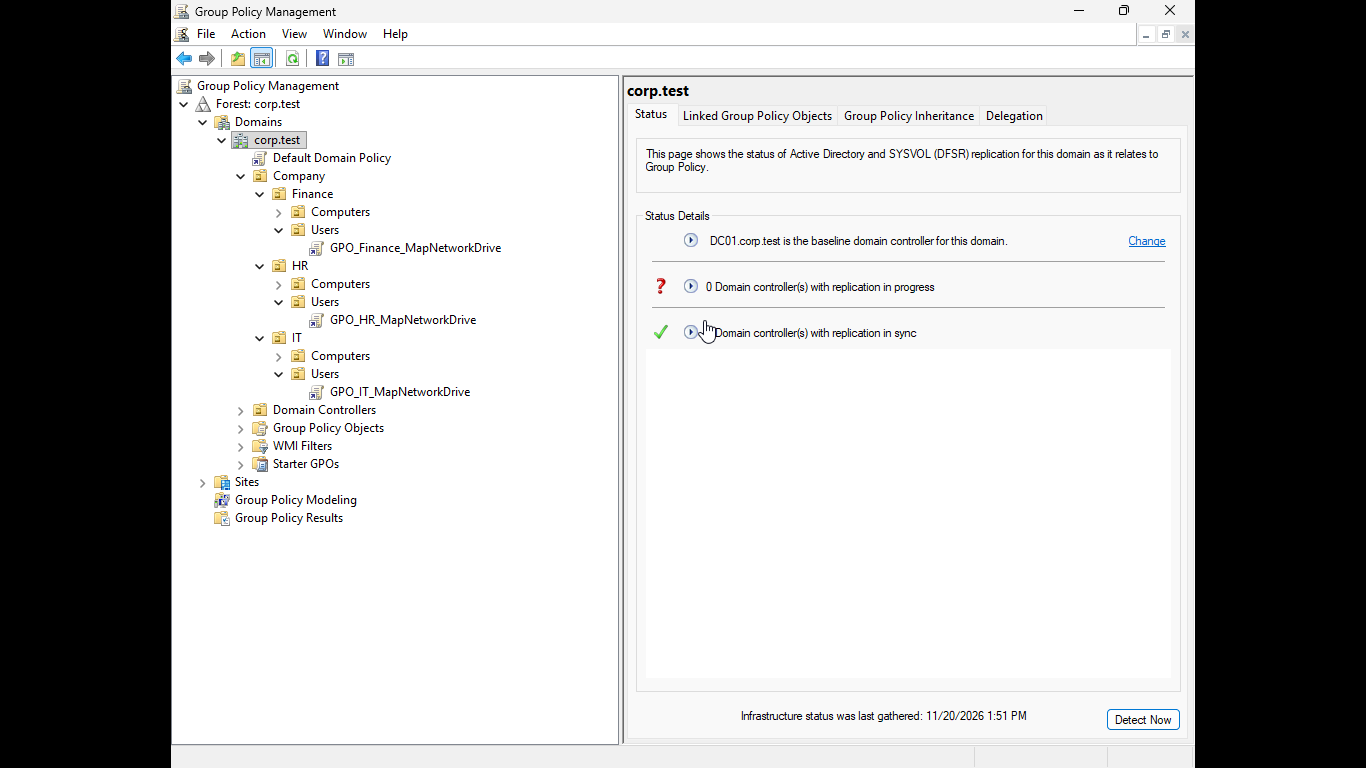 Group Policy Management
File Action View Window Help
Group Policy Management
Forest: corp.test
Domains
corp.test
Default Domain Policy
Company
Finance
Computers
Users
GPO_Finance_MapNetworkDrive
HR
Computers
Users
GPO_HR_MapNetworkDrive
IT
Computers
Users
GPO_IT_MapNetworkDrive
Domain Controllers
Group Policy Objects
WMI Filters
Starter GPOs
Sites
Group Policy Modeling
Group Policy Results
corp.test
Status Linked Group Policy Objects Group Policy Inheritance Delegation
This page shows the status of Active Directory and SYSVOL (DFSR) replication for this domain as it relates to
Group Policy.
Status Details
DC01.corp.test is the baseline domain controller for this domain. Change
0 Domain controller(s) with replication in progress
Domain controller(s) with replication in sync
Infrastructure status was last gathered: 11/20/2026 1:51 PM
Detect Now